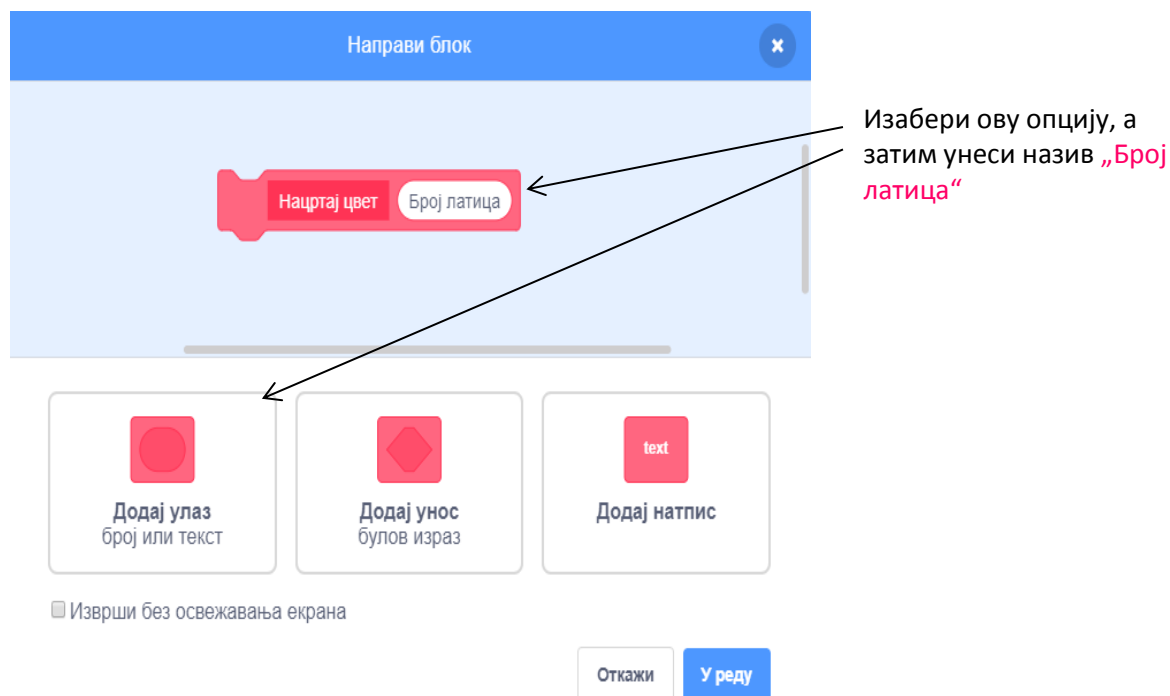 Направи блок
Изабери ову опцију, а
затим унеси назив „Број
латица“
Нацртај цвет Број латица
text
Додај улаз
број или текст
Додај унос
булов израз
Додај натпис
Изврши без освежавања екрана
Откажи У реду